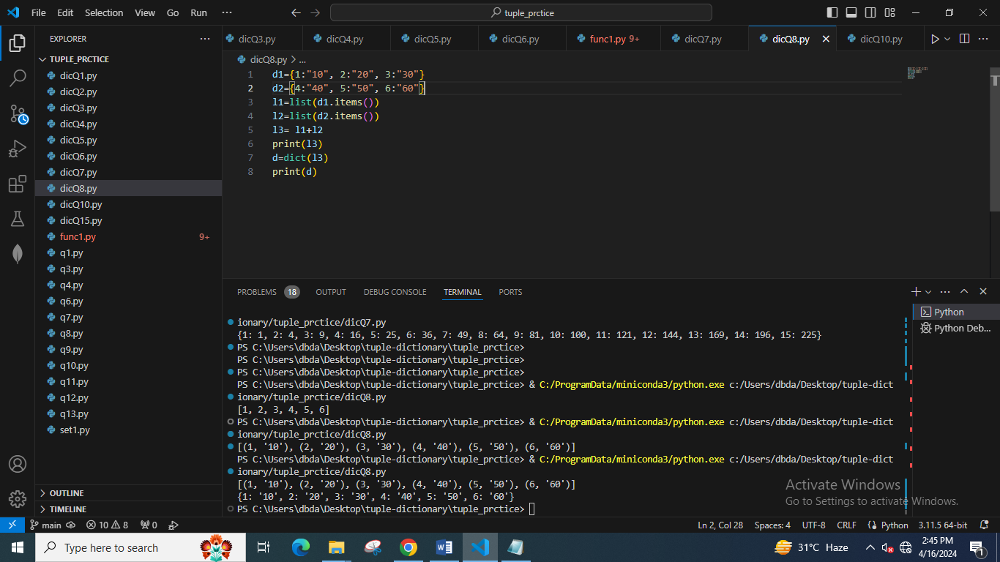 File Edit Selection View Go Run ··· tuple_prctice
EXPLORER ···
TUPLE_PRCTICE
dicQ1.py
dicQ2.py
dicQ3.py
dicQ4.py
dicQ5.py
dicQ6.py
dicQ7.py
dicQ8.py
dicQ10.py
dicQ15.py
func1.py 9+
q1.py
q3.py
q4.py
q6.py
q7.py
q8.py
q9.py
q10.py
q11.py
q12.py
q13.py
set1.py
OUTLINE
TIMELINE
dicQ3.py dicQ4.py dicQ5.py dicQ6.py func1.py 9+ dicQ7.py dicQ8.py dicQ10.py
dicQ8.py > ...
1 d1={1:"10", 2:"20", 3:"30"}
2 d2={4:"40", 5:"50", 6:"60"}
3 l1=list(d1.items())
4 l2=list(d2.items())
5 l3= l1+l2
6 print(l3)
7 d=dict(l3)
8 print(d)
PROBLEMS 18 OUTPUT DEBUG CONSOLE TERMINAL PORTS
ionary/tuple_prctice/dicQ7.py
{1: 1, 2: 4, 3: 9, 4: 16, 5: 25, 6: 36, 7: 49, 8: 64, 9: 81, 10: 100, 11: 121, 12: 144, 13: 169, 14: 196, 15: 225}
PS C:\Users\dbda\Desktop\tuple-dictionary\tuple_prctice>
PS C:\Users\dbda\Desktop\tuple-dictionary\tuple_prctice>
PS C:\Users\dbda\Desktop\tuple-dictionary\tuple_prctice>
PS C:\Users\dbda\Desktop\tuple-dictionary\tuple_prctice> & C:/ProgramData/miniconda3/python.exe c:/Users/dbda/Desktop/tuple-dict
ionary/tuple_prctice/dicQ8.py
[1, 2, 3, 4, 5, 6]
PS C:\Users\dbda\Desktop\tuple-dictionary\tuple_prctice> & C:/ProgramData/miniconda3/python.exe c:/Users/dbda/Desktop/tuple-dict
ionary/tuple_prctice/dicQ8.py
[(1, '10'), (2, '20'), (3, '30'), (4, '40'), (5, '50'), (6, '60')]
PS C:\Users\dbda\Desktop\tuple-dictionary\tuple_prctice> & C:/ProgramData/miniconda3/python.exe c:/Users/dbda/Desktop/tuple-dict
ionary/tuple_prctice/dicQ8.py
[(1, '10'), (2, '20'), (3, '30'), (4, '40'), (5, '50'), (6, '60')]
{1: '10', 2: '20', 3: '30', 4: '40', 5: '50', 6: '60'}
PS C:\Users\dbda\Desktop\tuple-dictionary\tuple_prctice>
Python
Python Deb...
Activate Windows
Go to Settings to activate Windows.
main 10 8 0 Ln 2, Col 28 Spaces: 4 UTF-8 CRLF Python 3.11.5 64-bit
Type here to search 31°C Haze 2:45 PM
4/16/2024 1